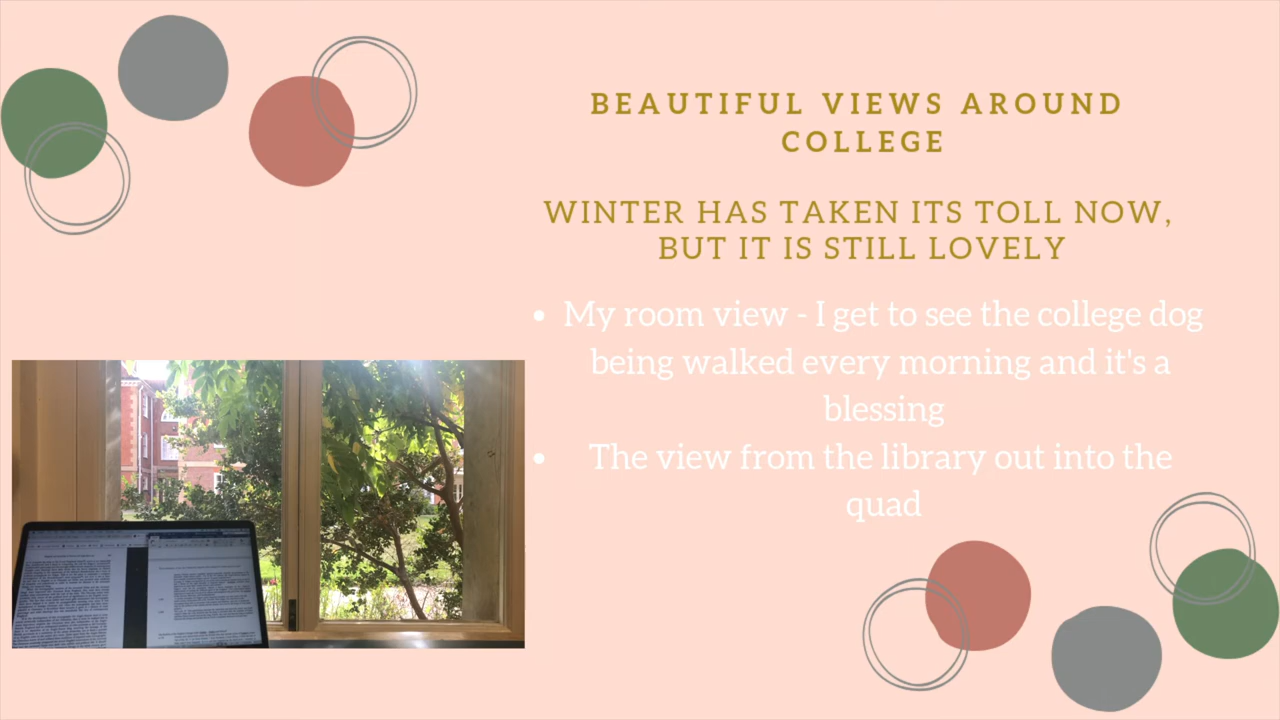 BEAUTIFUL VIEWS AROUND
COLLEGE
WINTER HAS TAKEN ITS TOLL NOW,
BUT IT IS STILL LOVELY
• My room view - I get to see the college dog
being walked every morning and it's a
blessing
• The view from the library out into the
quad